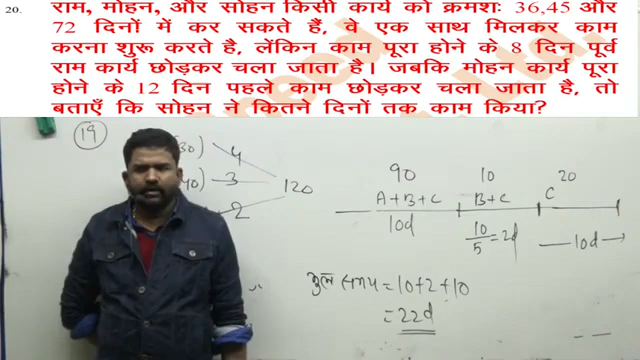 20. राम, मोहन, और सोहन किसी कार्य को क्रमशः 36,45 और
72 दिनों में कर सकते हैं, वे एक साथ मिलकर काम
करना शुरू करते है, लेंकिन काम पूरा होने के 8 दिन पूर्व
राम कार्य छोड़कर चला जाता है। जबकि मोहन कार्य पूरा
होने के 12 दिन पहले काम छोड़कर चला जाता है, तो
बताएँ कि सोहन ने कितने दिनों तक काम किया?
19
30) 4
40) 3 120
2
90 10 20
A+B+C B+C C
10d 10/5 = 2d 10d
कुल समय = 10+2+10
= 22d